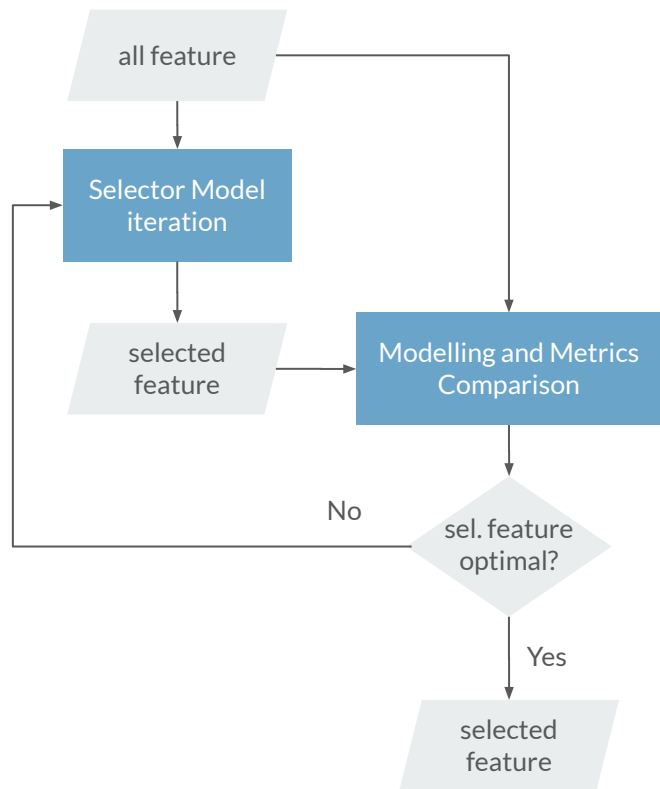 all feature
Selector Model
iteration
selected
feature
Modelling and Metrics
Comparison
No
sel. feature
optimal?
Yes
selected
feature